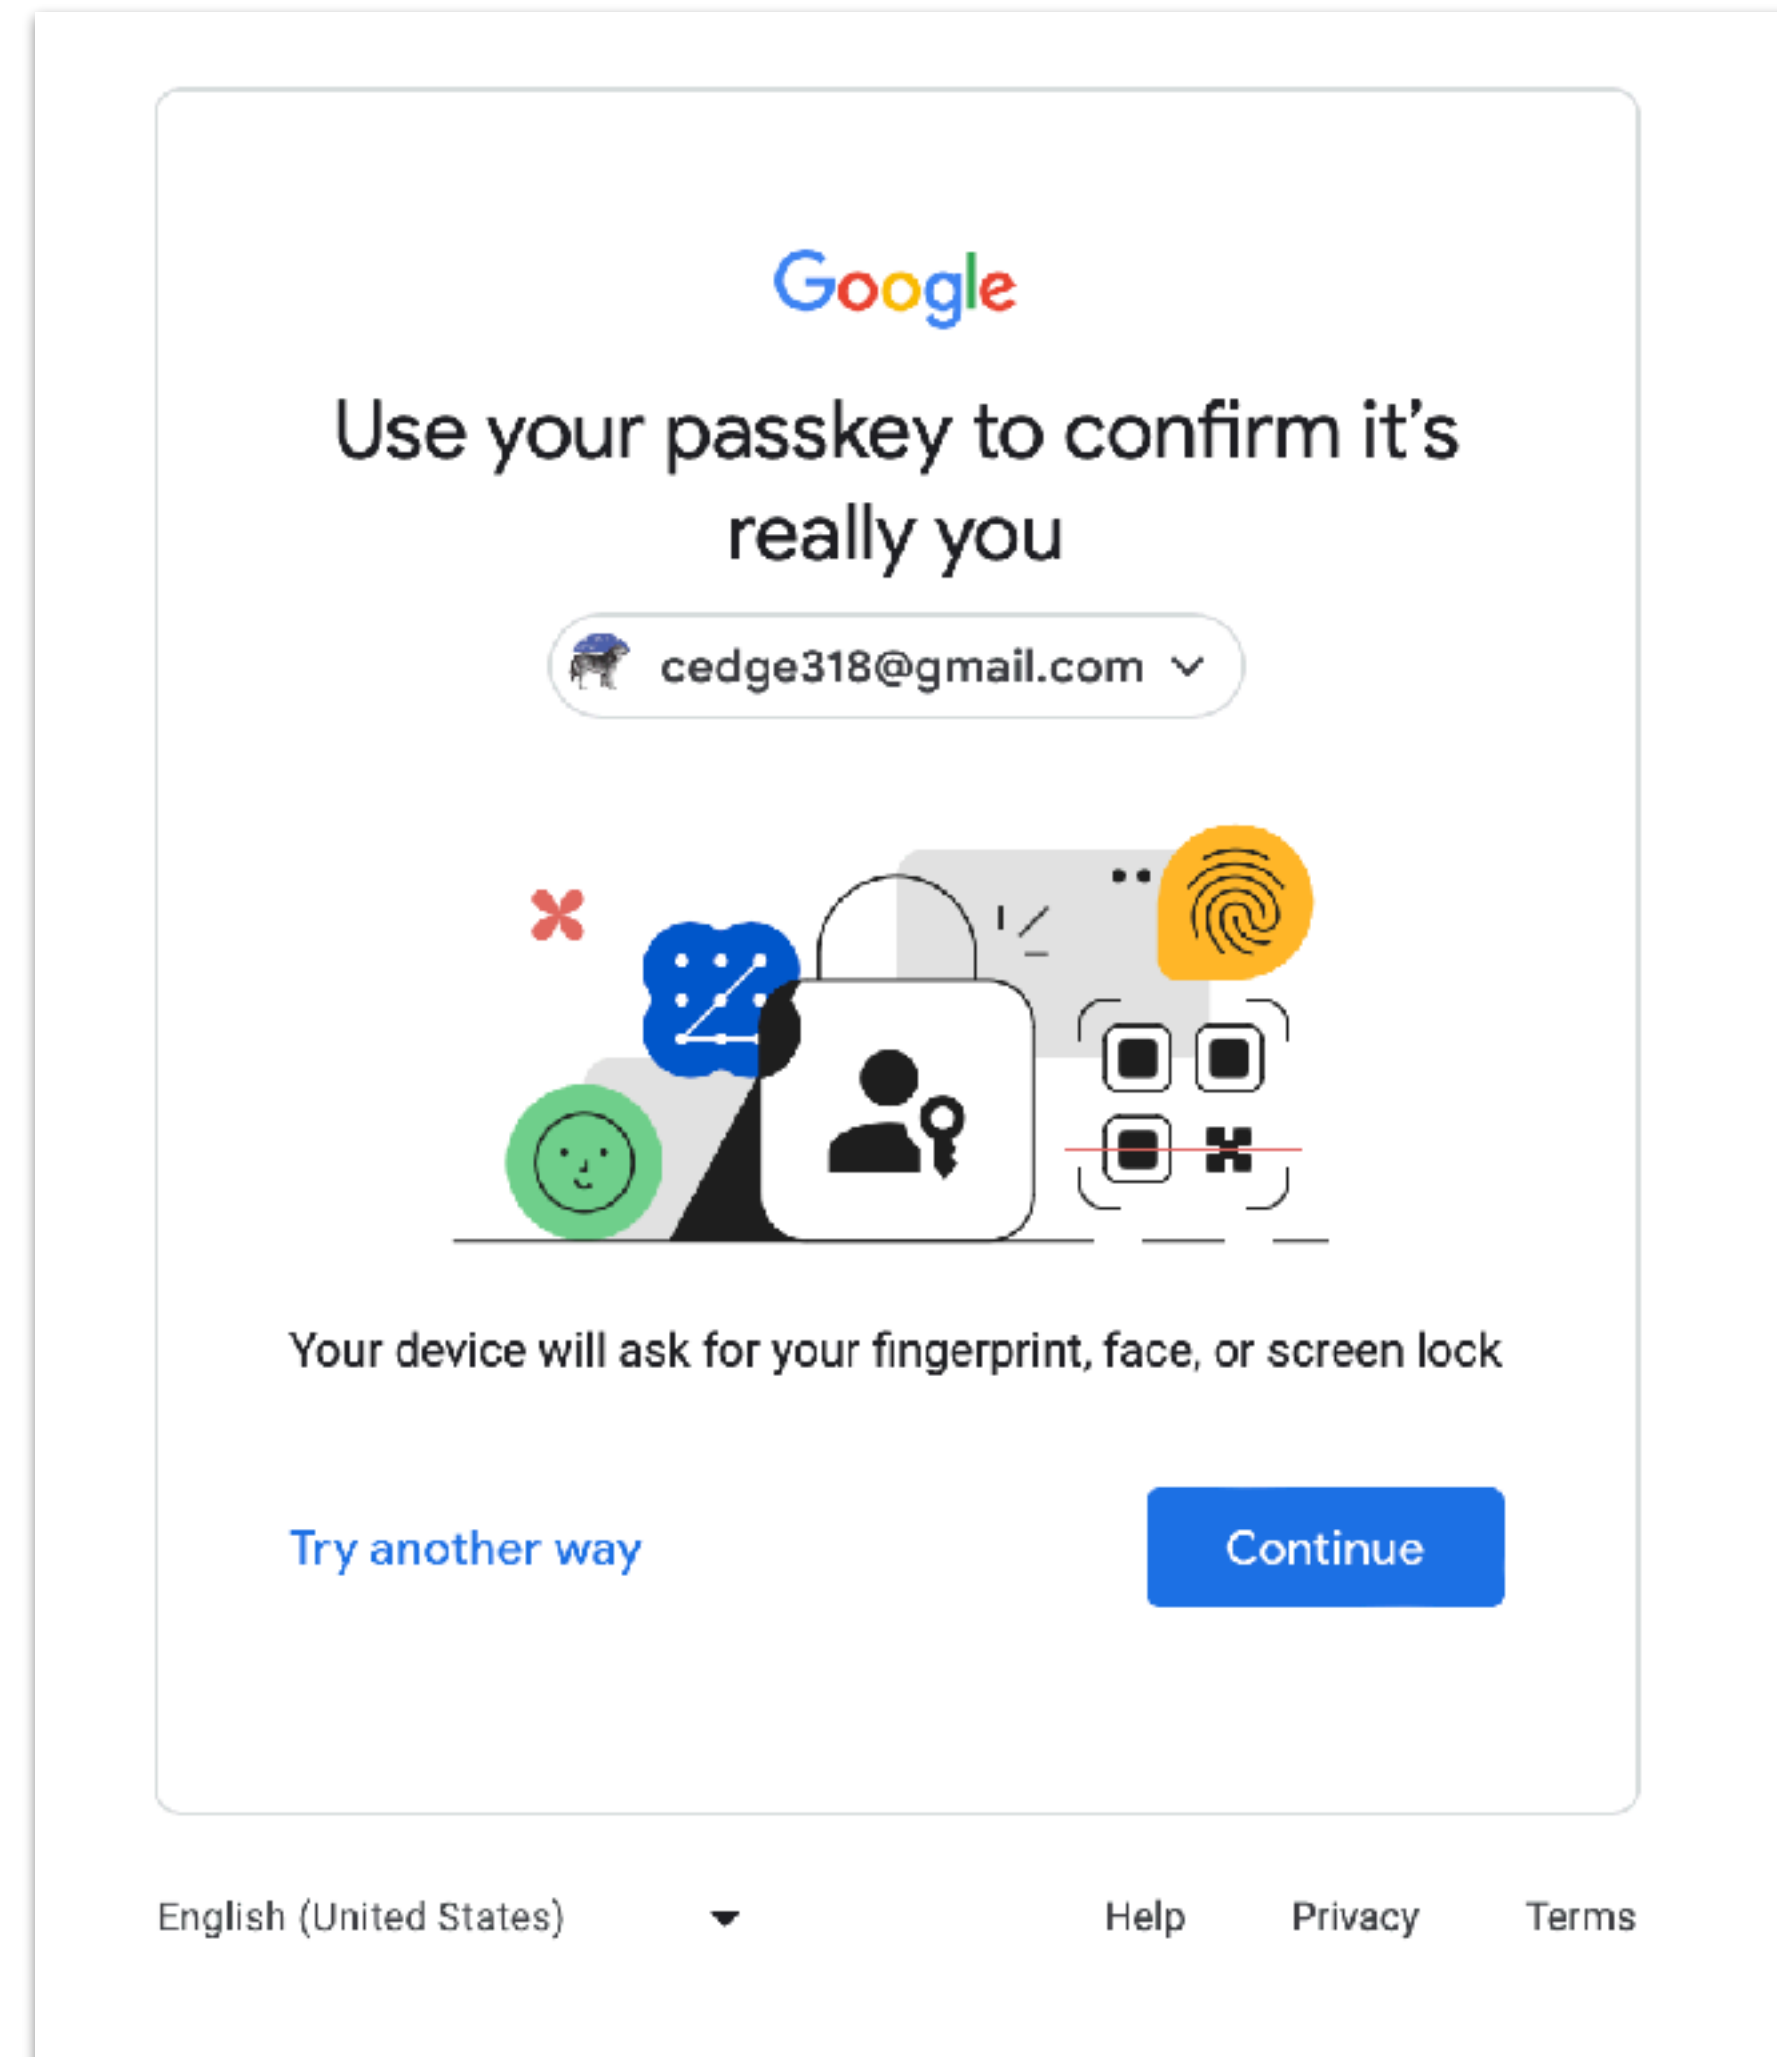 Google
Use your passkey to confirm it’s
really you
cedge318@gmail.com
Your device will ask for your fingerprint, face, or screen lock
Try another way
Continue
English (United States)
Help
Privacy
Terms